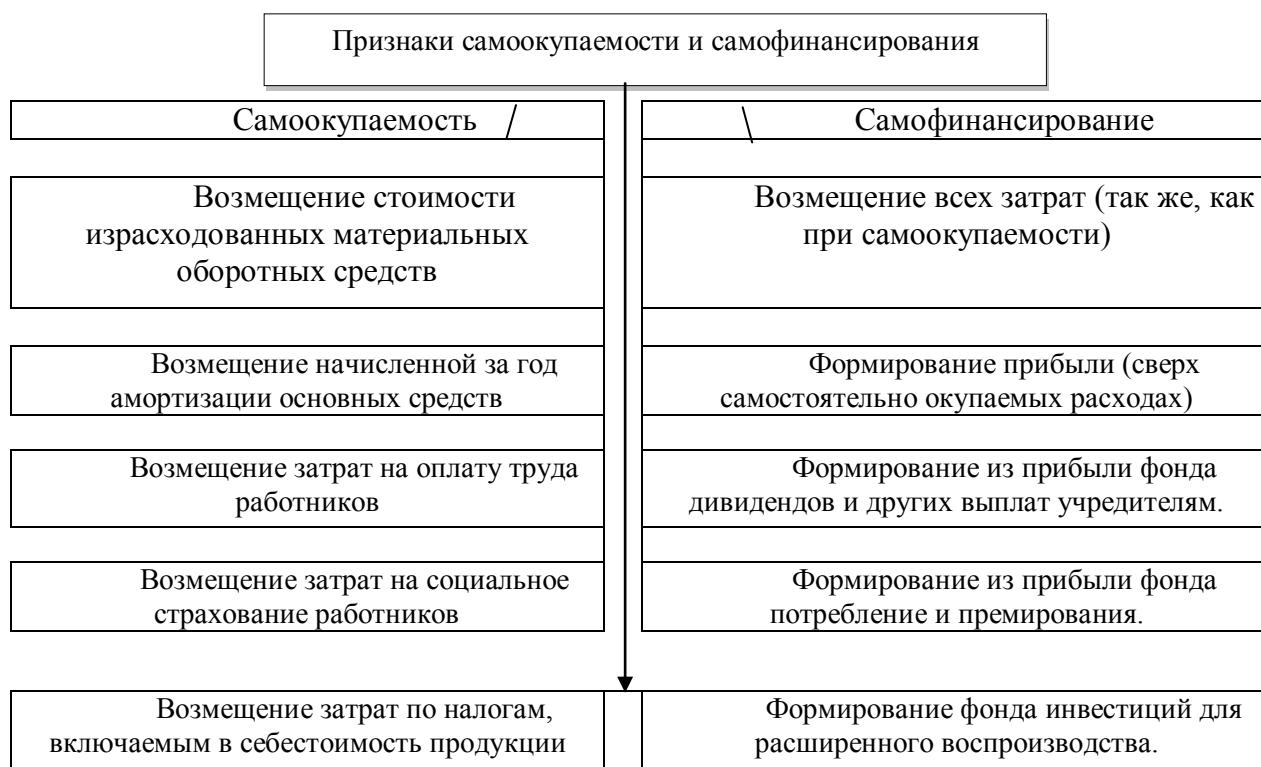 Признаки самоокупаемости и самофинансирования
Самоокупаемость
Самофинансирование
Возмещение стоимости
израсходованных материальных
оборотных средств
Возмещение всех затрат (так же, как
при самоокупаемости)
Возмещение начисленной за год
амортизации основных средств
Формирование прибыли (сверх
самостоятельно окупаемых расходах)
Возмещение затрат на оплату труда
работников
Формирование из прибыли фонда
дивидендов и других выплат учредителям.
Возмещение затрат на социальное
страхование работников
Формирование из прибыли фонда
потребление и премирования.
Возмещение затрат по налогам,
включаемым в себестоимость продукции
Формирование фонда инвестиций для
расширенного воспроизводства.